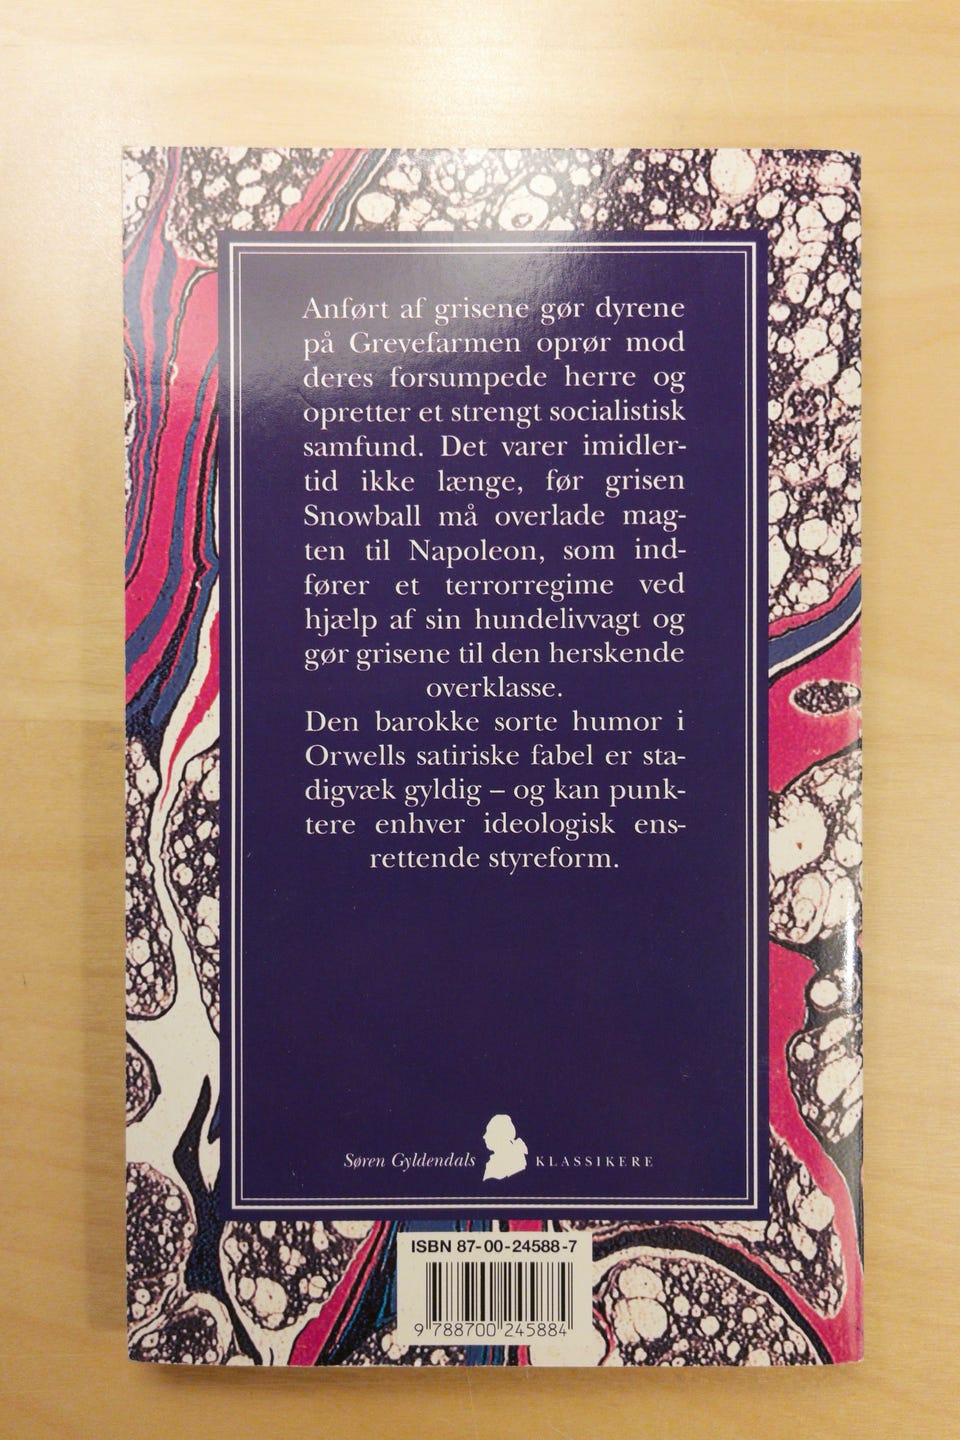 Anført af grisene gør dyrene
på Grevefarmen oprør mod
deres forsumpede herre og
opretter et strengt socialistisk
samfund. Det varer imidler-
tid ikke længe, før grisen
Snowball må overlade mag-
ten til Napoleon, som ind-
fører et terrorregime ved
hjælp af sin hundelivvagt og
gør grisene til den herskende
overklasse.
Den barokke sorte humor i
Orwells satiriske fabel er sta-
digvæk gyldig – og kan punk-
tere enhver ideologisk ens-
rettende styreform.
Søren Gyldendals KLASSIKERE
ISBN 87-00-24588-7
9 788700 245884